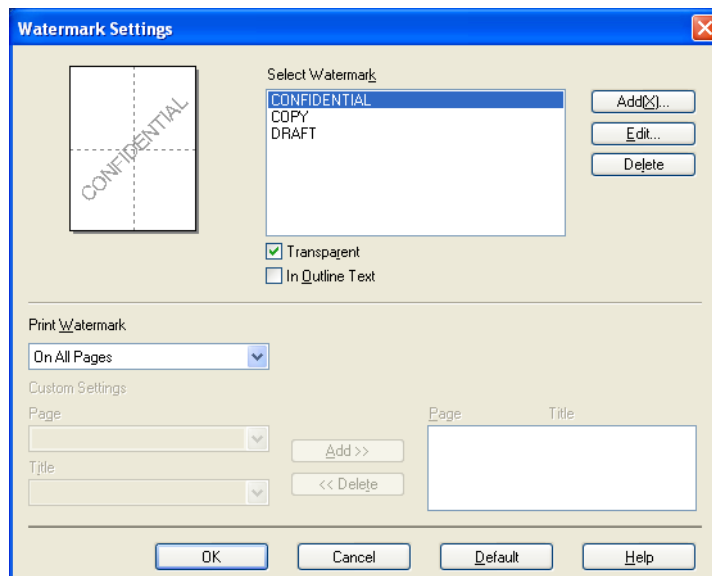 Watermark Settings
CONFIDENTIAL
Select Watermark
CONFIDENTIAL
COPY
DRAFT
Add(X)...
Edit...
Delete
Transparent
In Outline Text
Print Watermark
On All Pages
Custom Settings
Page
Title
Add >>
<< Delete
Page Title
OK Cancel Default Help